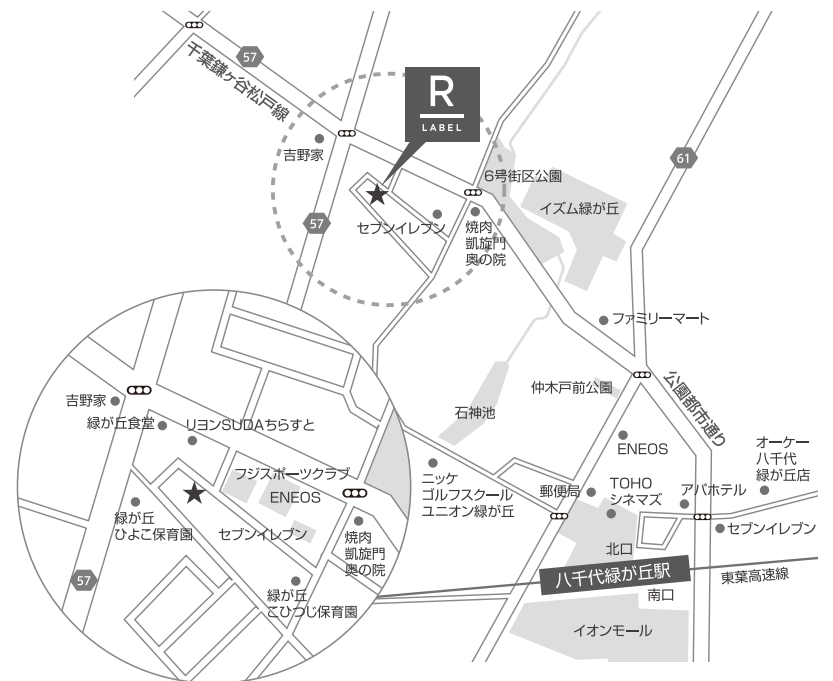 57
千葉鎌ヶ谷松戸線
R
LABEL
吉野家
6号街区公園
61
イズム緑が丘
57
セブンイレブン
焼肉
凱旋門
奥の院
ファミリーマート
仲木戸前公園
公園都市通り
石神池
吉野家
緑が丘食堂
リヨンSUDAちらすと
フジスポーツクラブ
ENEOS
緑が丘
ひよこ保育園
セブンイレブン
焼肉
凱旋門
奥の院
57
緑が丘
こひつじ保育園
ENEOS
オーケー
八千代
緑が丘店
ニッケ
ゴルフスクール
ユニオン緑が丘
郵便局
TOHO
シネマズ
アパホテル
セブンイレブン
北口
八千代緑が丘駅
東葉高速線
南口
イオンモール